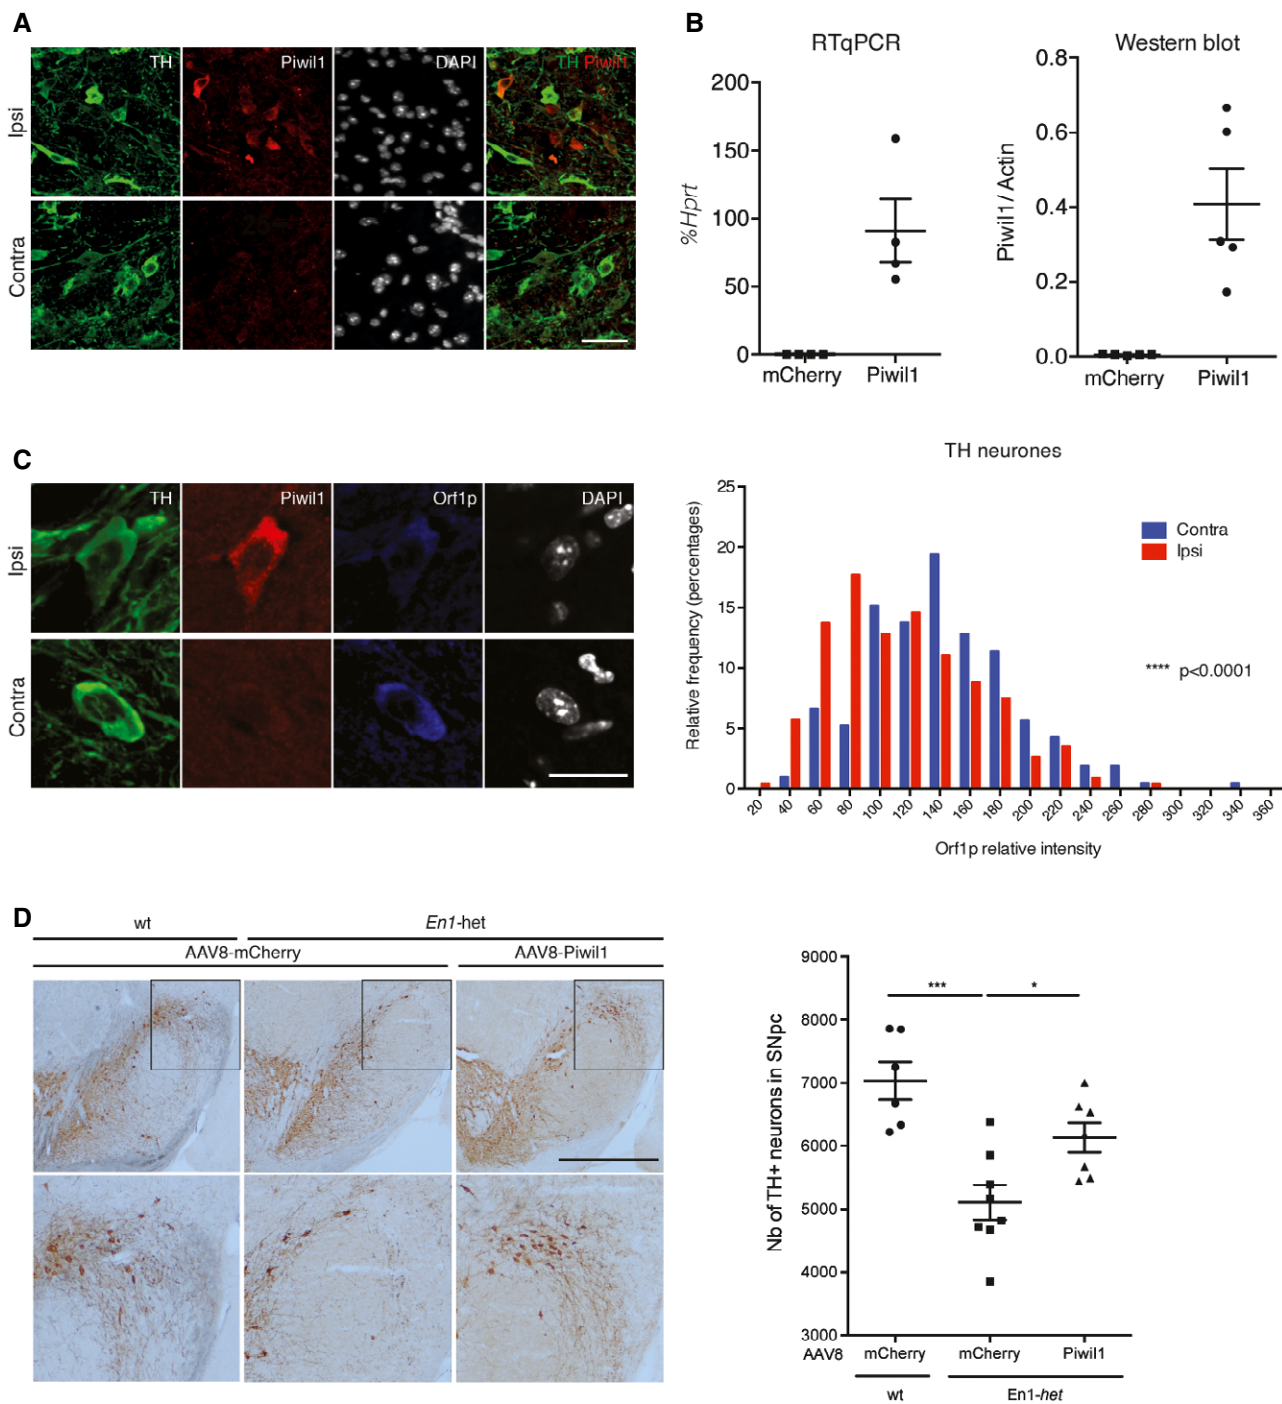 A
TH
Piwil1
DAPI
TH Piwil1
Ipsi
Contra
B
RTqPCR
%Hprt
200
150
100
50
0
mCherry
Piwil1
Western blot
Piwil1/ Actin
0.8
0.6
0.4
0.2
0.0
mCherry
Piwil1
C
TH
Piwil1
Orf1p
DAPI
Ipsi
Contra
TH neurones
Relative frequency (percentages)
25
20
15
10
5
0
Contra
Ipsi
**** p<0.0001
20 40 60 80 100 120 140 160 180 200 220 240 260 280 300 320 340 360
Orf1p relative intensity
D
wt
En1-het
AAV8-mCherry
AAV8-Piwil1
Nb of TH+ neurons in SNpc
9000
8000
7000
6000
5000
4000
3000
***
*
AAV8 mCherry mCherry Piwil1
wt
En1-het